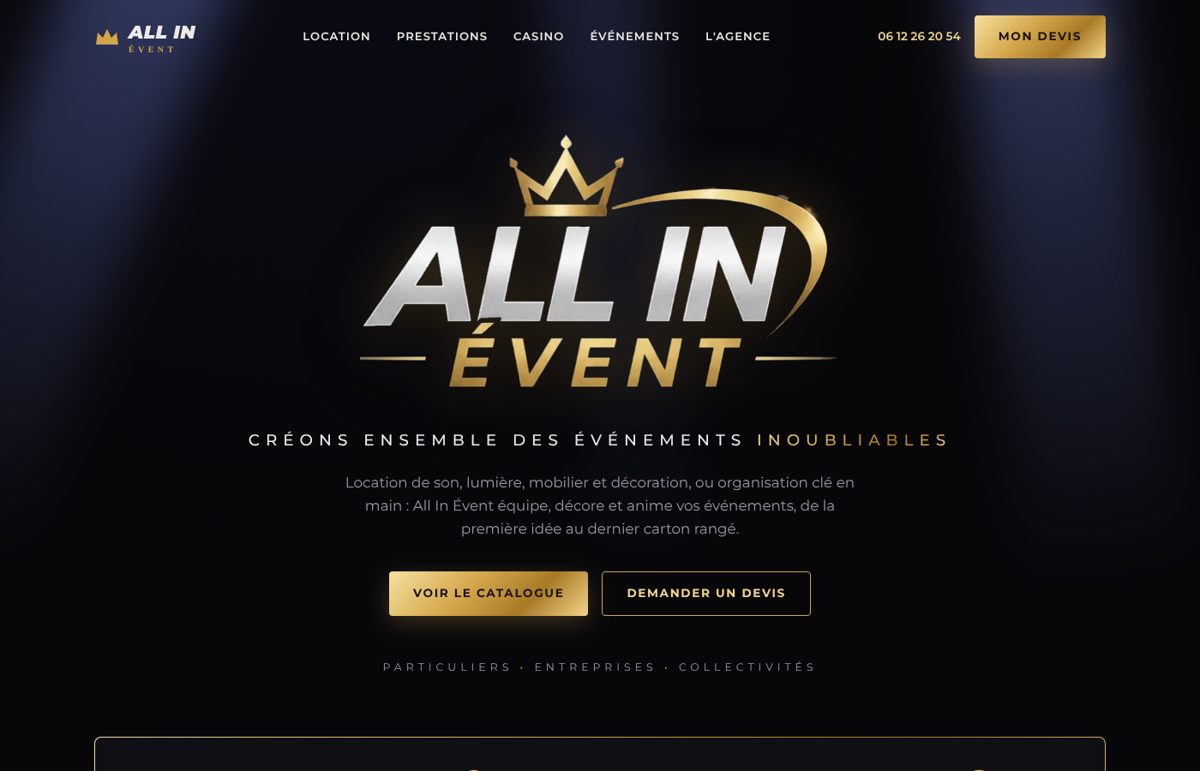 ALL IN
ÉVENT
LOCATION PRESTATIONS CASINO ÉVÉNEMENTS L'AGENCE
06 12 26 20 54
MON DEVIS
ALL IN
ÉVENT
CRÉONS ENSEMBLE DES ÉVÉNEMENTS INOUBLIABLES
Location de son, lumière, mobilier et décoration, ou organisation clé en
main : All In Évent équipe, décore et anime vos événements, de la
première idée au dernier carton rangé.
VOIR LE CATALOGUE
DEMANDER UN DEVIS
PARTICULIERS • ENTREPRISES • COLLECTIVITÉS